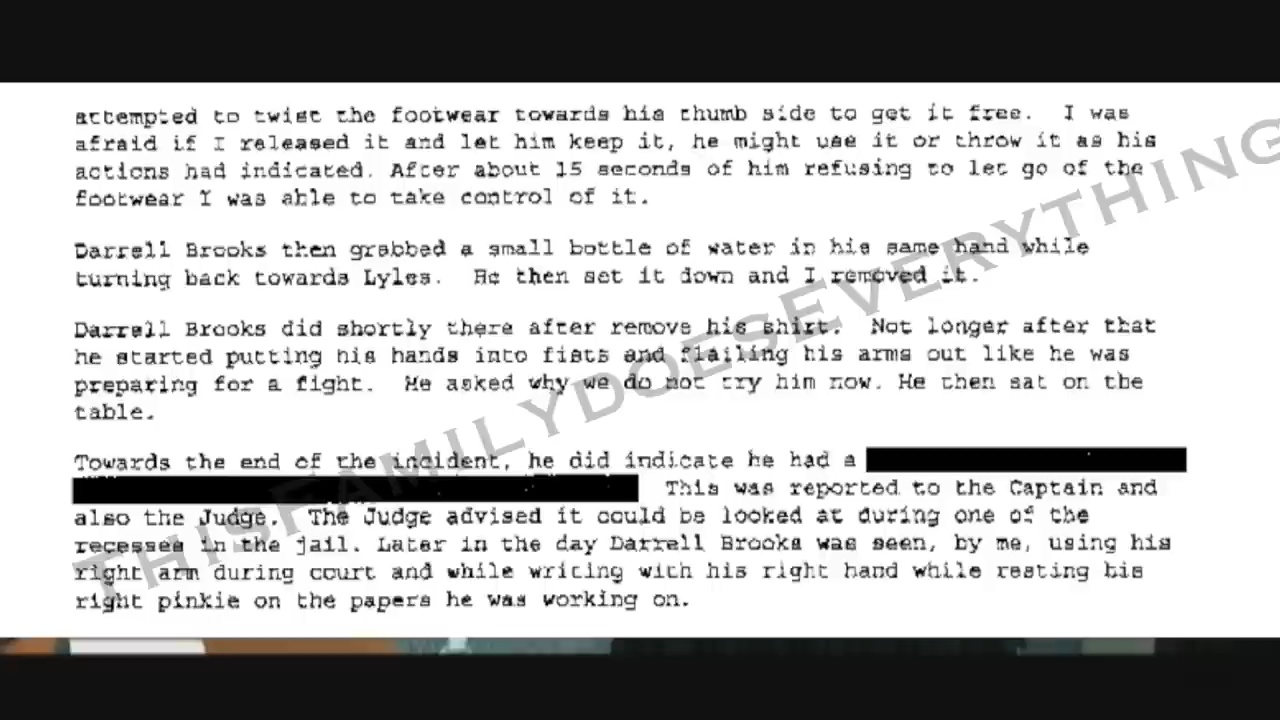 attempted to twist the footwear towards his thumb side to get it free. I was
afraid if I released it and let him keep it, he might use it or throw it as his
actions had indicated. After about 15 seconds of him refusing to let go of the
footwear I was able to take control of it.
Darrell Brooks then grabbed a small bottle of water in his same hand while
turning back towards Lyles. He then set it down and I removed it.
Darrell Brooks did shortly there after remove his shirt. Not longer after that
he started putting his hands into fists and flailing his arms out like he was
preparing for a fight. He asked why we do not try him now. He then sat on the
table.
Towards the end of the incident, he did indicate he had a
This was reported to the Captain and
also the Judge. The Judge advised it could be looked at during one of the
recesses in the jail. Later in the day Darrell Brooks was seen, by me, using his
right arm during court and while writing with his right hand while resting his
right pinkie on the papers he was working on.
THISFAMILYDOESEVERYTHING